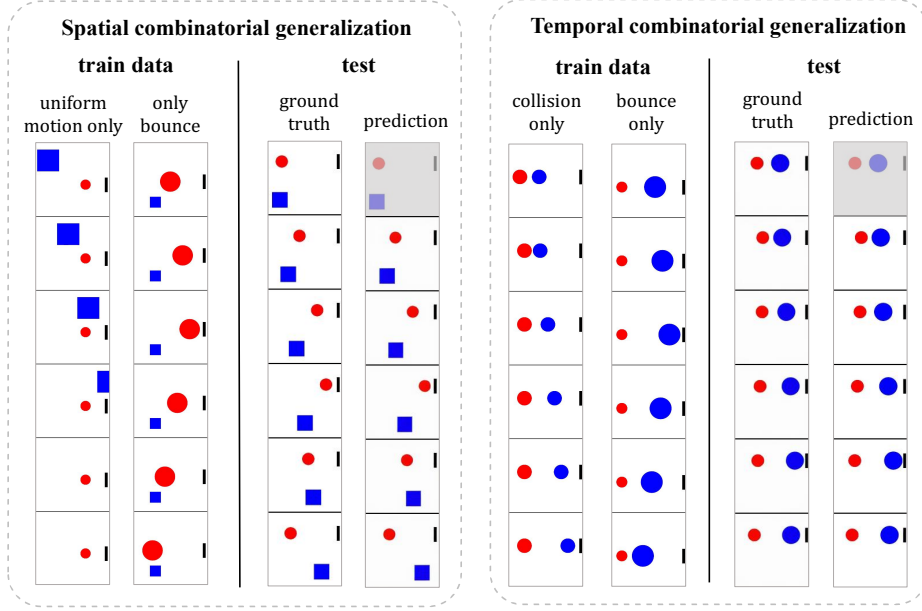 Spatial combinatorial generalization
train data
test
uniform
motion only
only
bounce
ground
truth
prediction
Temporal combinatorial generalization
train data
test
collision
only
bounce
only
ground
truth
prediction